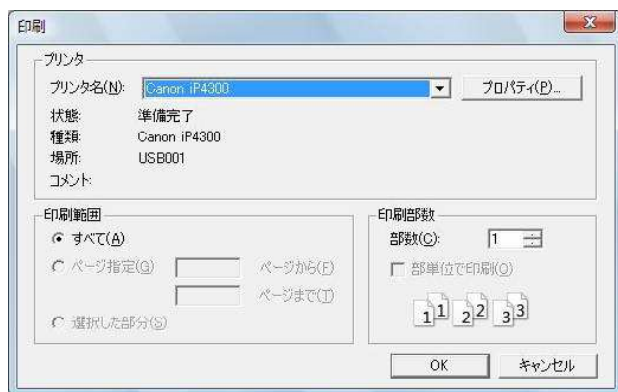 印刷
プリンタ
プリンタ名(N): Canon iP4300 プロパティ(P)...
状態: 準備完了
種類: Canon iP4300
場所: USB001
コメント:
印刷範囲
すべて(A)
ページ指定(G) ページから(F)
ページまで(T)
選択した部分(S)
印刷部数
部数(C): 1
部単位で印刷(O)
1 1 2 2 3 3
OK キャンセル